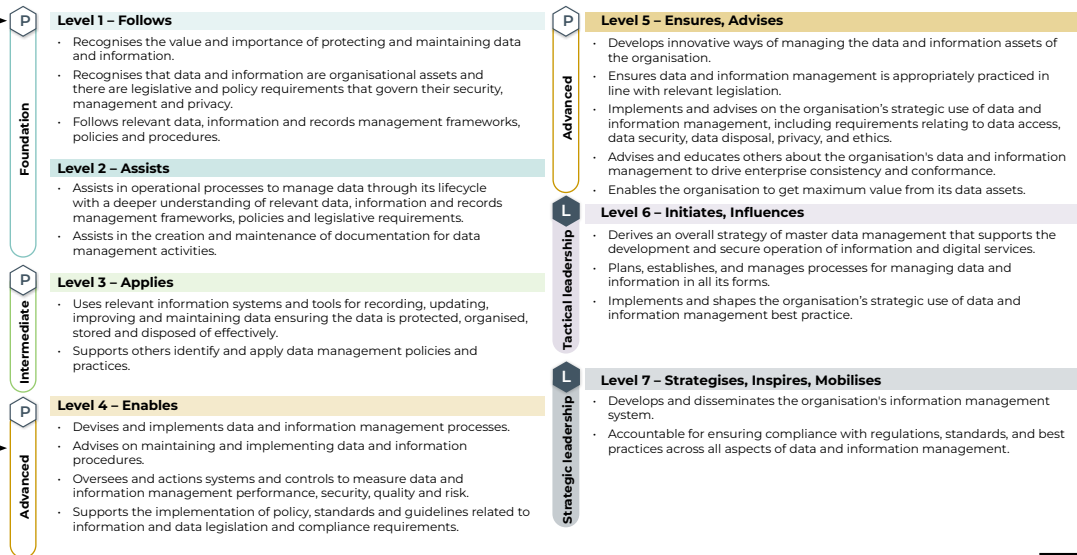 P
Foundation
Level 1 – Follows
· Recognises the value and importance of protecting and maintaining data
and information.
· Recognises that data and information are organisational assets and
there are legislative and policy requirements that govern their security,
management and privacy.
· Follows relevant data, information and records management frameworks,
policies and procedures.
Level 2 – Assists
· Assists in operational processes to manage data through its lifecycle
with a deeper understanding of relevant data, information and records
management frameworks, policies and legislative requirements.
· Assists in the creation and maintenance of documentation for data
management activities.
P
Intermediate
Level 3 – Applies
· Uses relevant information systems and tools for recording, updating,
improving and maintaining data ensuring the data is protected, organised,
stored and disposed of effectively.
· Supports others identify and apply data management policies and
practices.
P
Advanced
Level 4 – Enables
· Devises and implements data and information management processes.
· Advises on maintaining and implementing data and information
procedures.
· Oversees and actions systems and controls to measure data and
information management performance, security, quality and risk.
· Supports the implementation of policy, standards and guidelines related to
information and data legislation and compliance requirements.
P
Advanced
Level 5 – Ensures, Advises
· Develops innovative ways of managing the data and information assets of
the organisation.
· Ensures data and information management is appropriately practiced in
line with relevant legislation.
· Implements and advises on the organisation’s strategic use of data and
information management, including requirements relating to data access,
data security, data disposal, privacy, and ethics.
· Advises and educates others about the organisation's data and information
management to drive enterprise consistency and conformance.
· Enables the organisation to get maximum value from its data assets.
L
Tactical leadership
Level 6 – Initiates, Influences
· Derives an overall strategy of master data management that supports the
development and secure operation of information and digital services.
· Plans, establishes, and manages processes for managing data and
information in all its forms.
· Implements and shapes the organisation’s strategic use of data and
information management best practice.
L
Strategic leadership
Level 7 – Strategises, Inspires, Mobilises
· Develops and disseminates the organisation's information management
system.
· Accountable for ensuring compliance with regulations, standards, and best
practices across all aspects of data and information management.